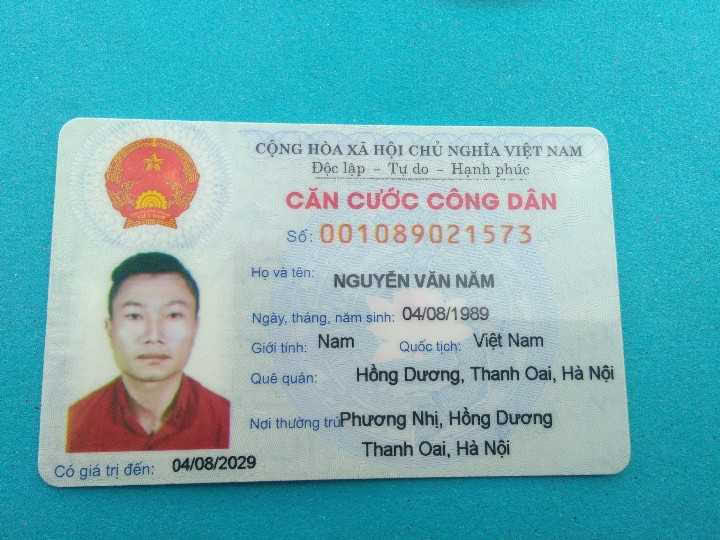 CỘNG HÒA XÃ HỘI CHỦ NGHĨA VIỆT NAM
Độc lập - Tự do - Hạnh phúc
CĂN CƯỚC CÔNG DÂN
Số: 001089021573
Họ và tên: NGUYỄN VĂN NĂM
Ngày, tháng, năm sinh: 04/08/1989
Giới tính: Nam Quốc tịch: Việt Nam
Quê quán: Hồng Dương, Thanh Oai, Hà Nội
Nơi thường trú: Phương Nhị, Hồng Dương
Thanh Oai, Hà Nội
Có giá trị đến: 04/08/2029